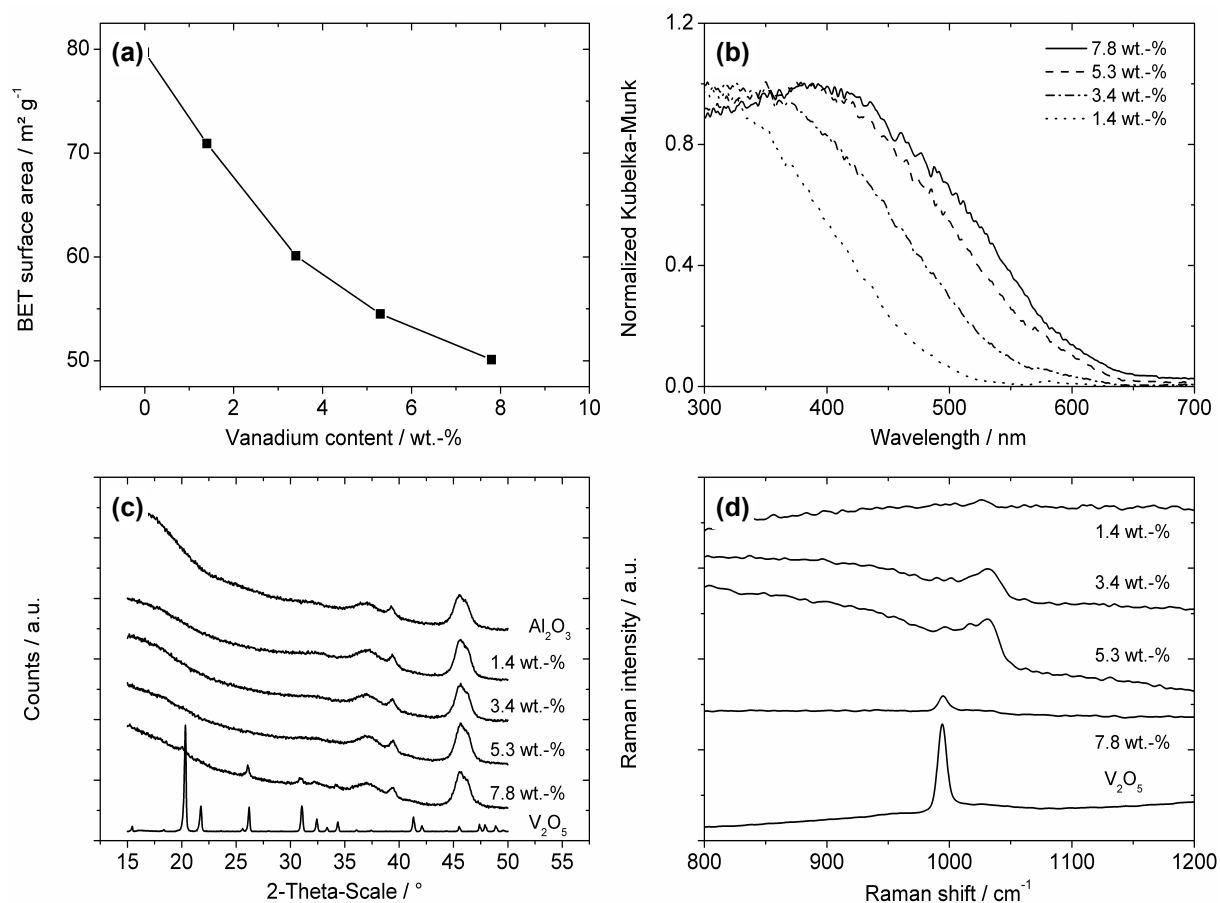 (a)
80
70
60
50
BET surface area / m² g⁻¹
0 2 4 6 8 10
Vanadium content / wt.-%
(b)
7.8 wt.-%
5.3 wt.-%
3.4 wt.-%
1.4 wt.-%
1.2
0.8
0.4
0.0
Normalized Kubelka-Munk
300 400 500 600 700
Wavelength / nm
(c)
Al₂O₃
1.4 wt.-%
3.4 wt.-%
5.3 wt.-%
7.8 wt.-%
V₂O₅
Counts / a.u.
15 20 25 30 35 40 45 50 55
2-Theta-Scale / °
(d)
1.4 wt.-%
3.4 wt.-%
5.3 wt.-%
7.8 wt.-%
V₂O₅
Raman intensity / a.u.
800 900 1000 1100 1200
Raman shift / cm⁻¹